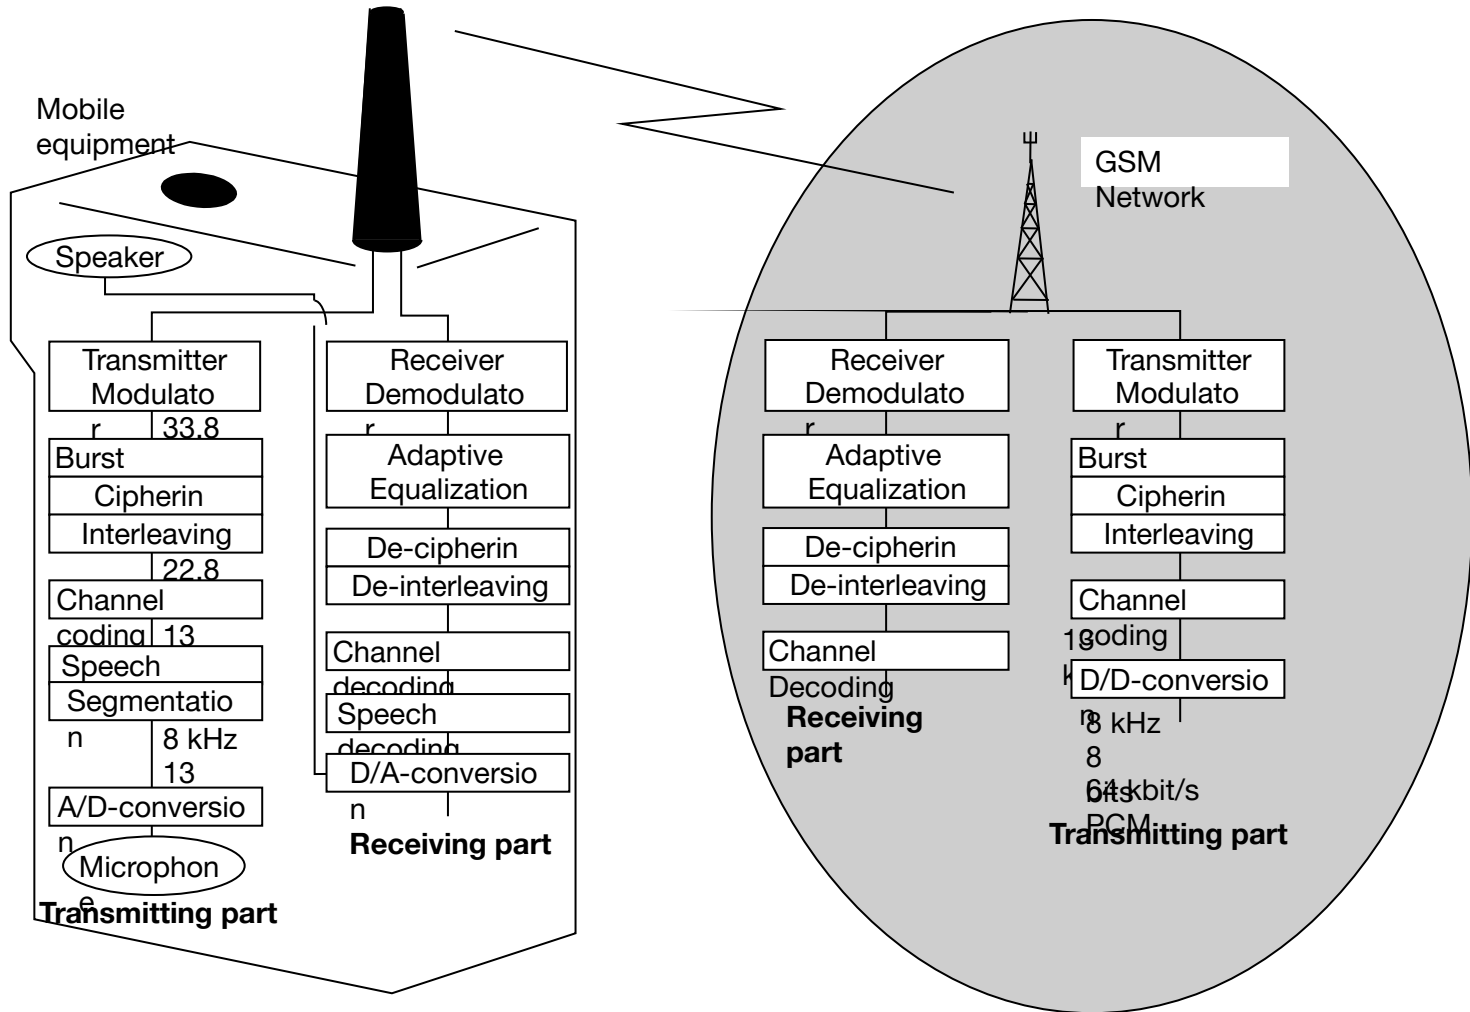 Mobile
equipment
GSM
Network
Speaker
Transmitter
Modulato
r
33.8
Burst
Cipherin
Interleaving
22.8
Channel
coding
13
Speech
Segmentatio
n
8 kHz
13
A/D-conversio
n
Microphon
e
Transmitting part
Receiver
Demodulato
r
Adaptive
Equalization
De-cipherin
De-interleaving
Channel
decoding
Speech
decoding
D/A-conversio
n
Receiving part
Receiver
Demodulato
r
Adaptive
Equalization
De-cipherin
De-interleaving
Channel
Decoding
Receiving
part
Transmitter
Modulato
r
Burst
Cipherin
Interleaving
Channel
coding
13
k
D/D-conversio
n
8 kHz
8
bits
64 kbit/s
PCM
Transmitting part